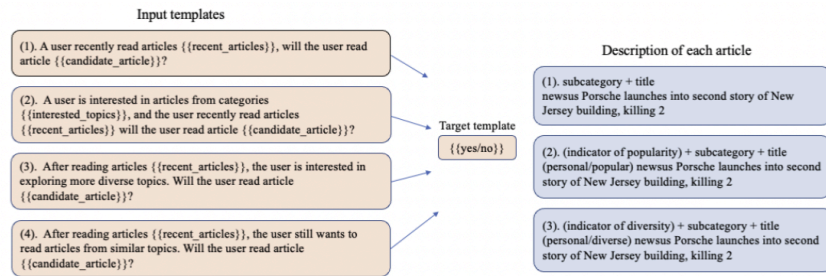 Input templates
(1). A user recently read articles {{recent_articles}}, will the user read
article {{candidate_article}}?
(2). A user is interested in articles from categories
{{interested_topics}}, and the user recently read articles
{{recent_articles}} will the user read article {{candidate_article}}?
(3). After reading articles {{recent_articles}}, the user is interested in
exploring more diverse topics. Will the user read article
{{candidate_article}}?
(4). After reading articles {{recent_articles}}, the user still wants to
read articles from similar topics. Will the user read article
{{candidate_article}}?
Target template
{{yes/no}}
Description of each article
(1). subcategory + title
newsus Porsche launches into second story of New
Jersey building, killing 2
(2). (indicator of popularity) + subcategory + title
(personal/popular) newsus Porsche launches into second
story of New Jersey building, killing 2
(3). (indicator of diversity) + subcategory + title
(personal/diverse) newsus Porsche launches into second
story of New Jersey building, killing 2